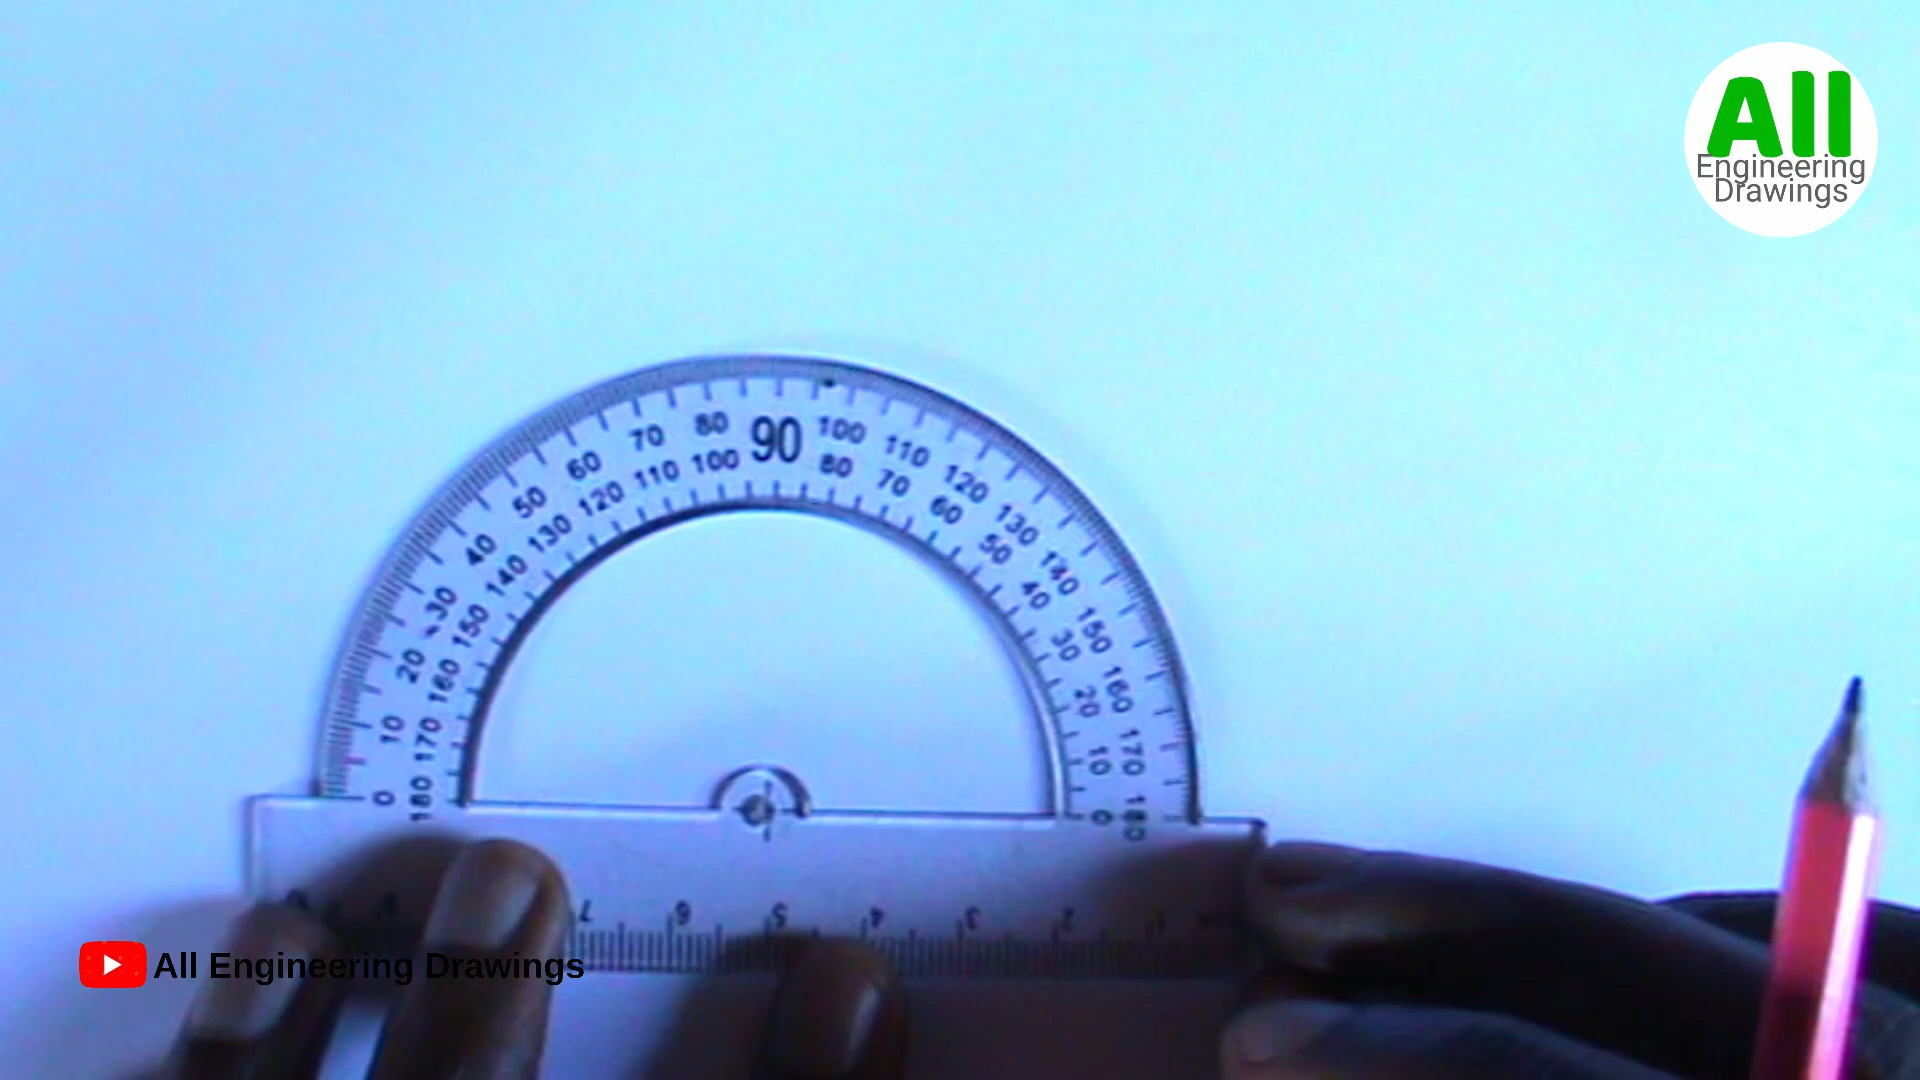 All
Engineering
Drawings
80 90 100
70 110
60 100 80 120
50 110 70 130
40 120 60 140
30 130 50 150
20 140 40 160
10 150 30 170
0 160 20 180
170 10
180 0
7 6 5 4 3 2 1
All Engineering Drawings